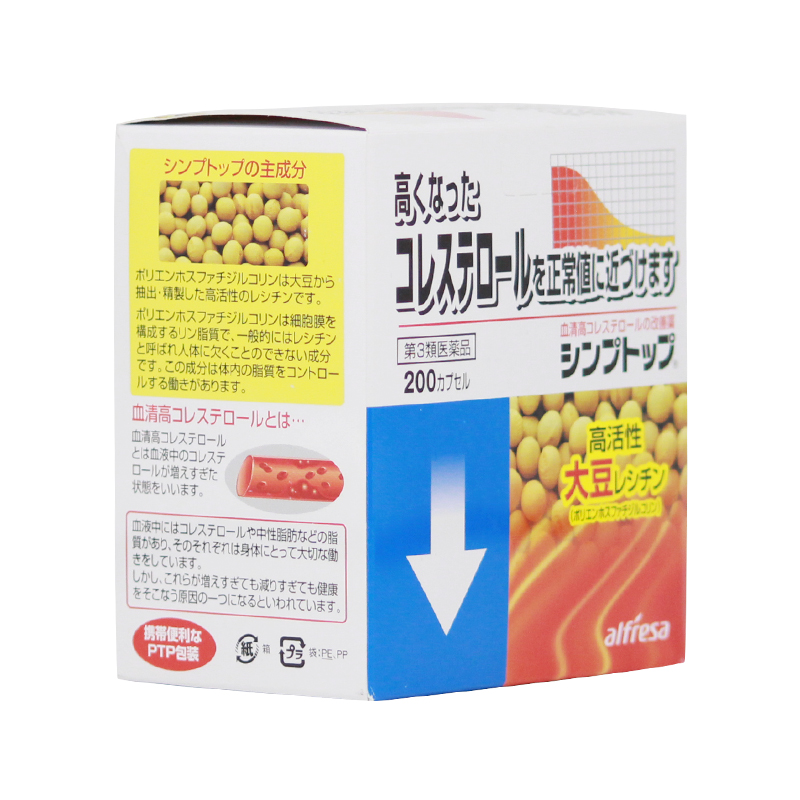 シンプトップの主成分
ポリエンホスファチジルコリンは大豆から
抽出・精製した高活性のレシチンです。
ポリエンホスファチジルコリンは細胞膜を
構成するリン脂質で、一般的にはレシチン
と呼ばれ人体に欠くことのできない成分
です。この成分は体内の脂質をコントロー
ルする働きがあります。
血清高コレステロールとは…
血清高コレステロール
とは血液中のコレステ
ロールが増えすぎた
状態をいいます。
血液中にはコレステロールや中性脂肪などの脂
質があり、そのそれぞれは身体にとって大切な働
きをしています。
しかし、これらが増えすぎても減りすぎても健康
をそこなう原因の一つになるといわれています。
携帯便利な
PTP包装
紙 箱 プラ 袋:PE、PP
高くなった
コレステロールを正常値に近づけます
血清高コレステロールの改善薬
第3類医薬品
シンプトップ®
200カプセル
高活性
大豆レシチン
(ポリエンホスファチジルコリン)
alfresa